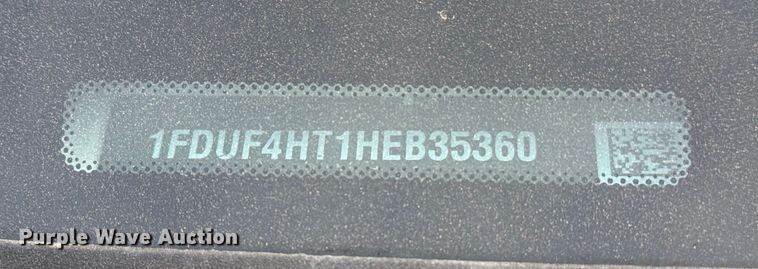 1FDUF4HT1HEB35360
Purple Wave Auction